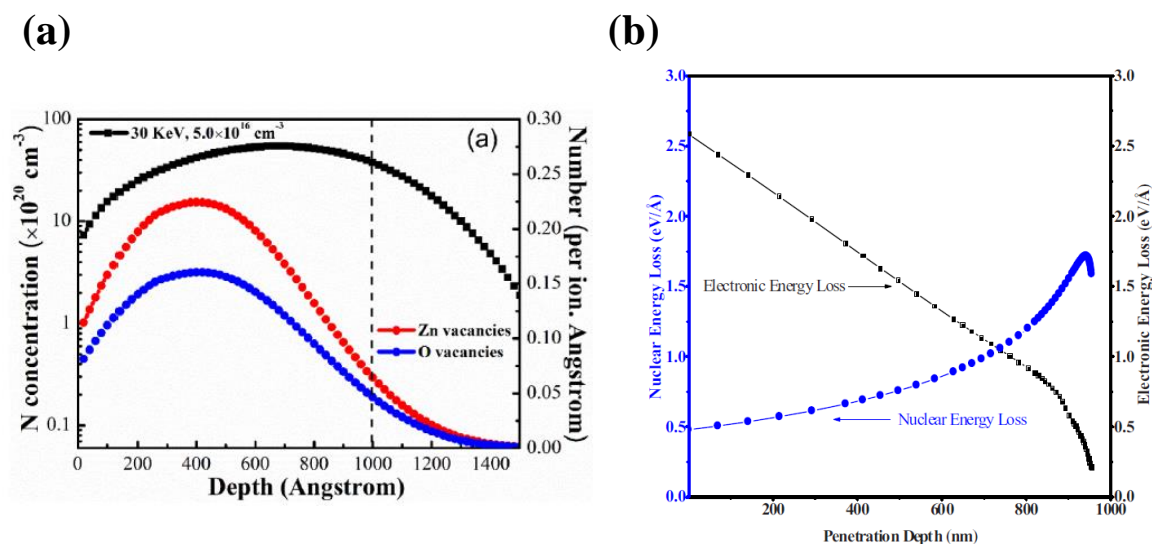 (a)
(b)
30 KeV, 5.0×10¹⁶ cm⁻³
(a)
N concentration (×10²⁰ cm⁻³)
100
10
1
0.1
Zn vacancies
O vacancies
0.30
0.25
0.20
0.15
0.10
0.05
0.00
Number (per ion. Angstrom)
0 200 400 600 800 1000 1200 1400
Depth (Angstrom)
Nuclear Energy Loss (eV/Å)
3.0
2.5
2.0
1.5
1.0
0.5
0.0
Electronic Energy Loss
Nuclear Energy Loss
3.0
2.5
2.0
1.5
1.0
0.5
0.0
Electronic Energy Loss (eV/Å)
200 400 600 800 1000
Penetration Depth (nm)